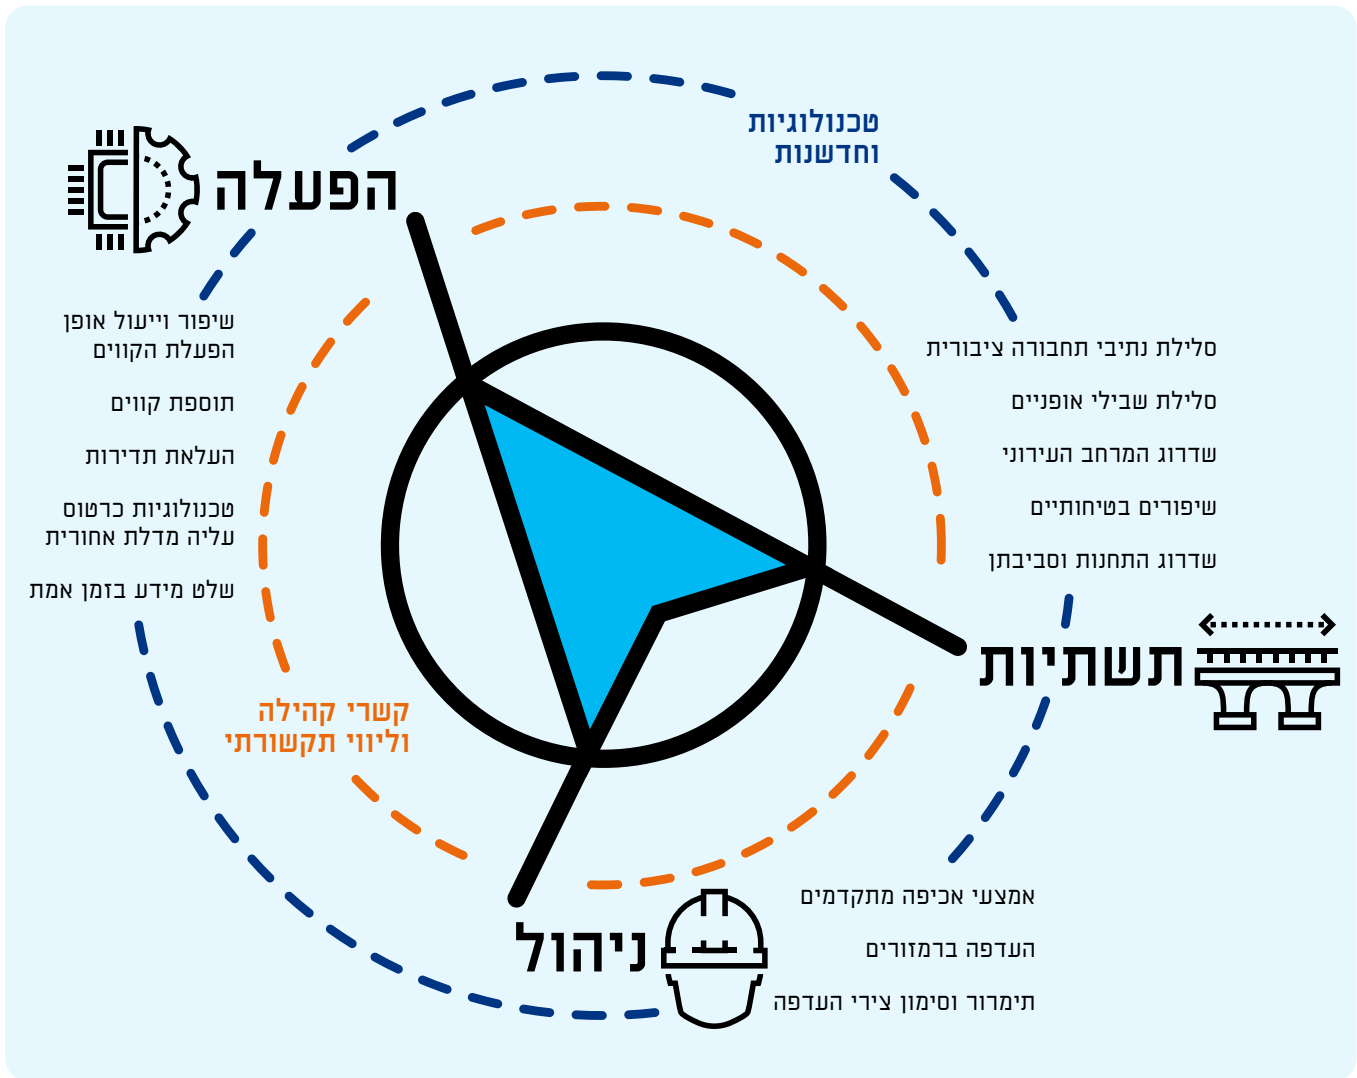 טכנולוגיות
וחדשנות
הפעלה
שיפור וייעול אופן
הפעלת הקווים
תוספת קווים
העלאת תדירות
טכנולוגיות כרטוס
עליה מדלת אחורית
שלט מידע בזמן אמת
סלילת נתיבי תחבורה ציבורית
סלילת שבילי אופניים
שדרוג המרחב העירוני
שיפורים בטיחותיים
שדרוג התחנות וסביבתן
תשתיות
קשרי קהילה
וליווי תקשורתי
ניהול
אמצעי אכיפה מתקדמים
העדפה ברמזורים
תימרור וסימון צירי העדפה